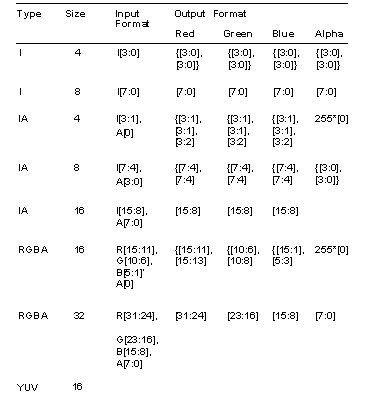 Type Size Input Format Output Format
Red Green Blue Alpha
I 4 I[3:0] {[3:0], {[3:0], {[3:0], {[3:0],
[3:0]} [3:0]} [3:0]} [3:0]}
I 8 I[7:0] [7:0] [7:0] [7:0] [7:0]
IA 4 I[3:1], {[3:1], {[3:1], {[3:1], 255*[0]
A[0] [3:1], [3:1], [3:1],
[3:2] [3:2] [3:2]
IA 8 I[7:4], {[7:4], {[7:4], {[7:4], {[3:0],
A[3:0] [7:4] [7:4] [7:4] [3:0]}
IA 16 I[15:8], [15:8] [15:8] [15:8]
A[7:0]
RGBA 16 R[15:11], {[15:11], {[10:6], {[15:1], 255*[0]
G[10:6], 15:13] [10:8] [5:3]
B[5:1]'
A[0]
RGBA 32 R[31:24], [31:24] [23:16] [15:8] [7:0]
G[23:16],
B[15:8],
A[7:0]
YUV 16